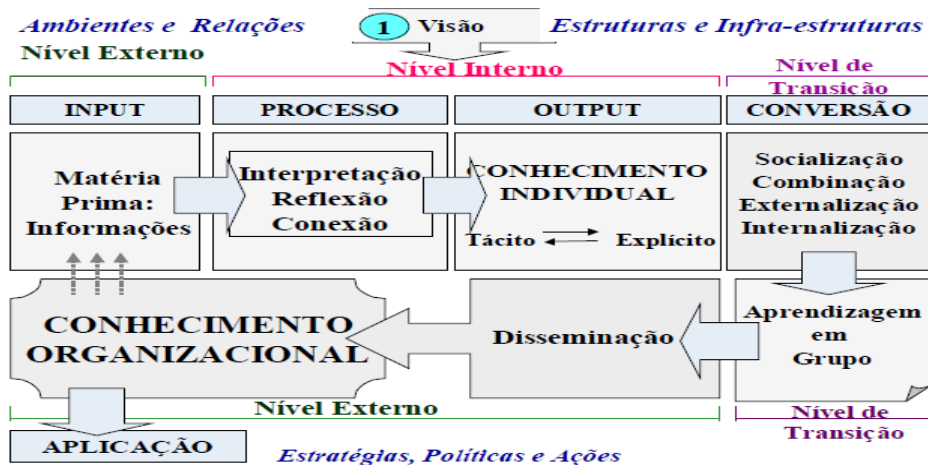 Ambientes e Relações
1 Visão
Estruturas e Infra-estruturas
Nível Externo
Nível Interno
Nível de
Transição
INPUT
PROCESSO
OUTPUT
CONVERSÃO
Matéria
Prima:
Informações
Interpretação
Reflexão
Conexão
CONHECIMENTO
INDIVIDUAL
Tácito
Explícito
Socialização
Combinação
Externalização
Internalização
CONHECIMENTO
ORGANIZACIONAL
Disseminação
Aprendizagem
em
Grupo
Nível Externo
Nível de
Transição
APLICAÇÃO
Estratégias, Políticas e Ações